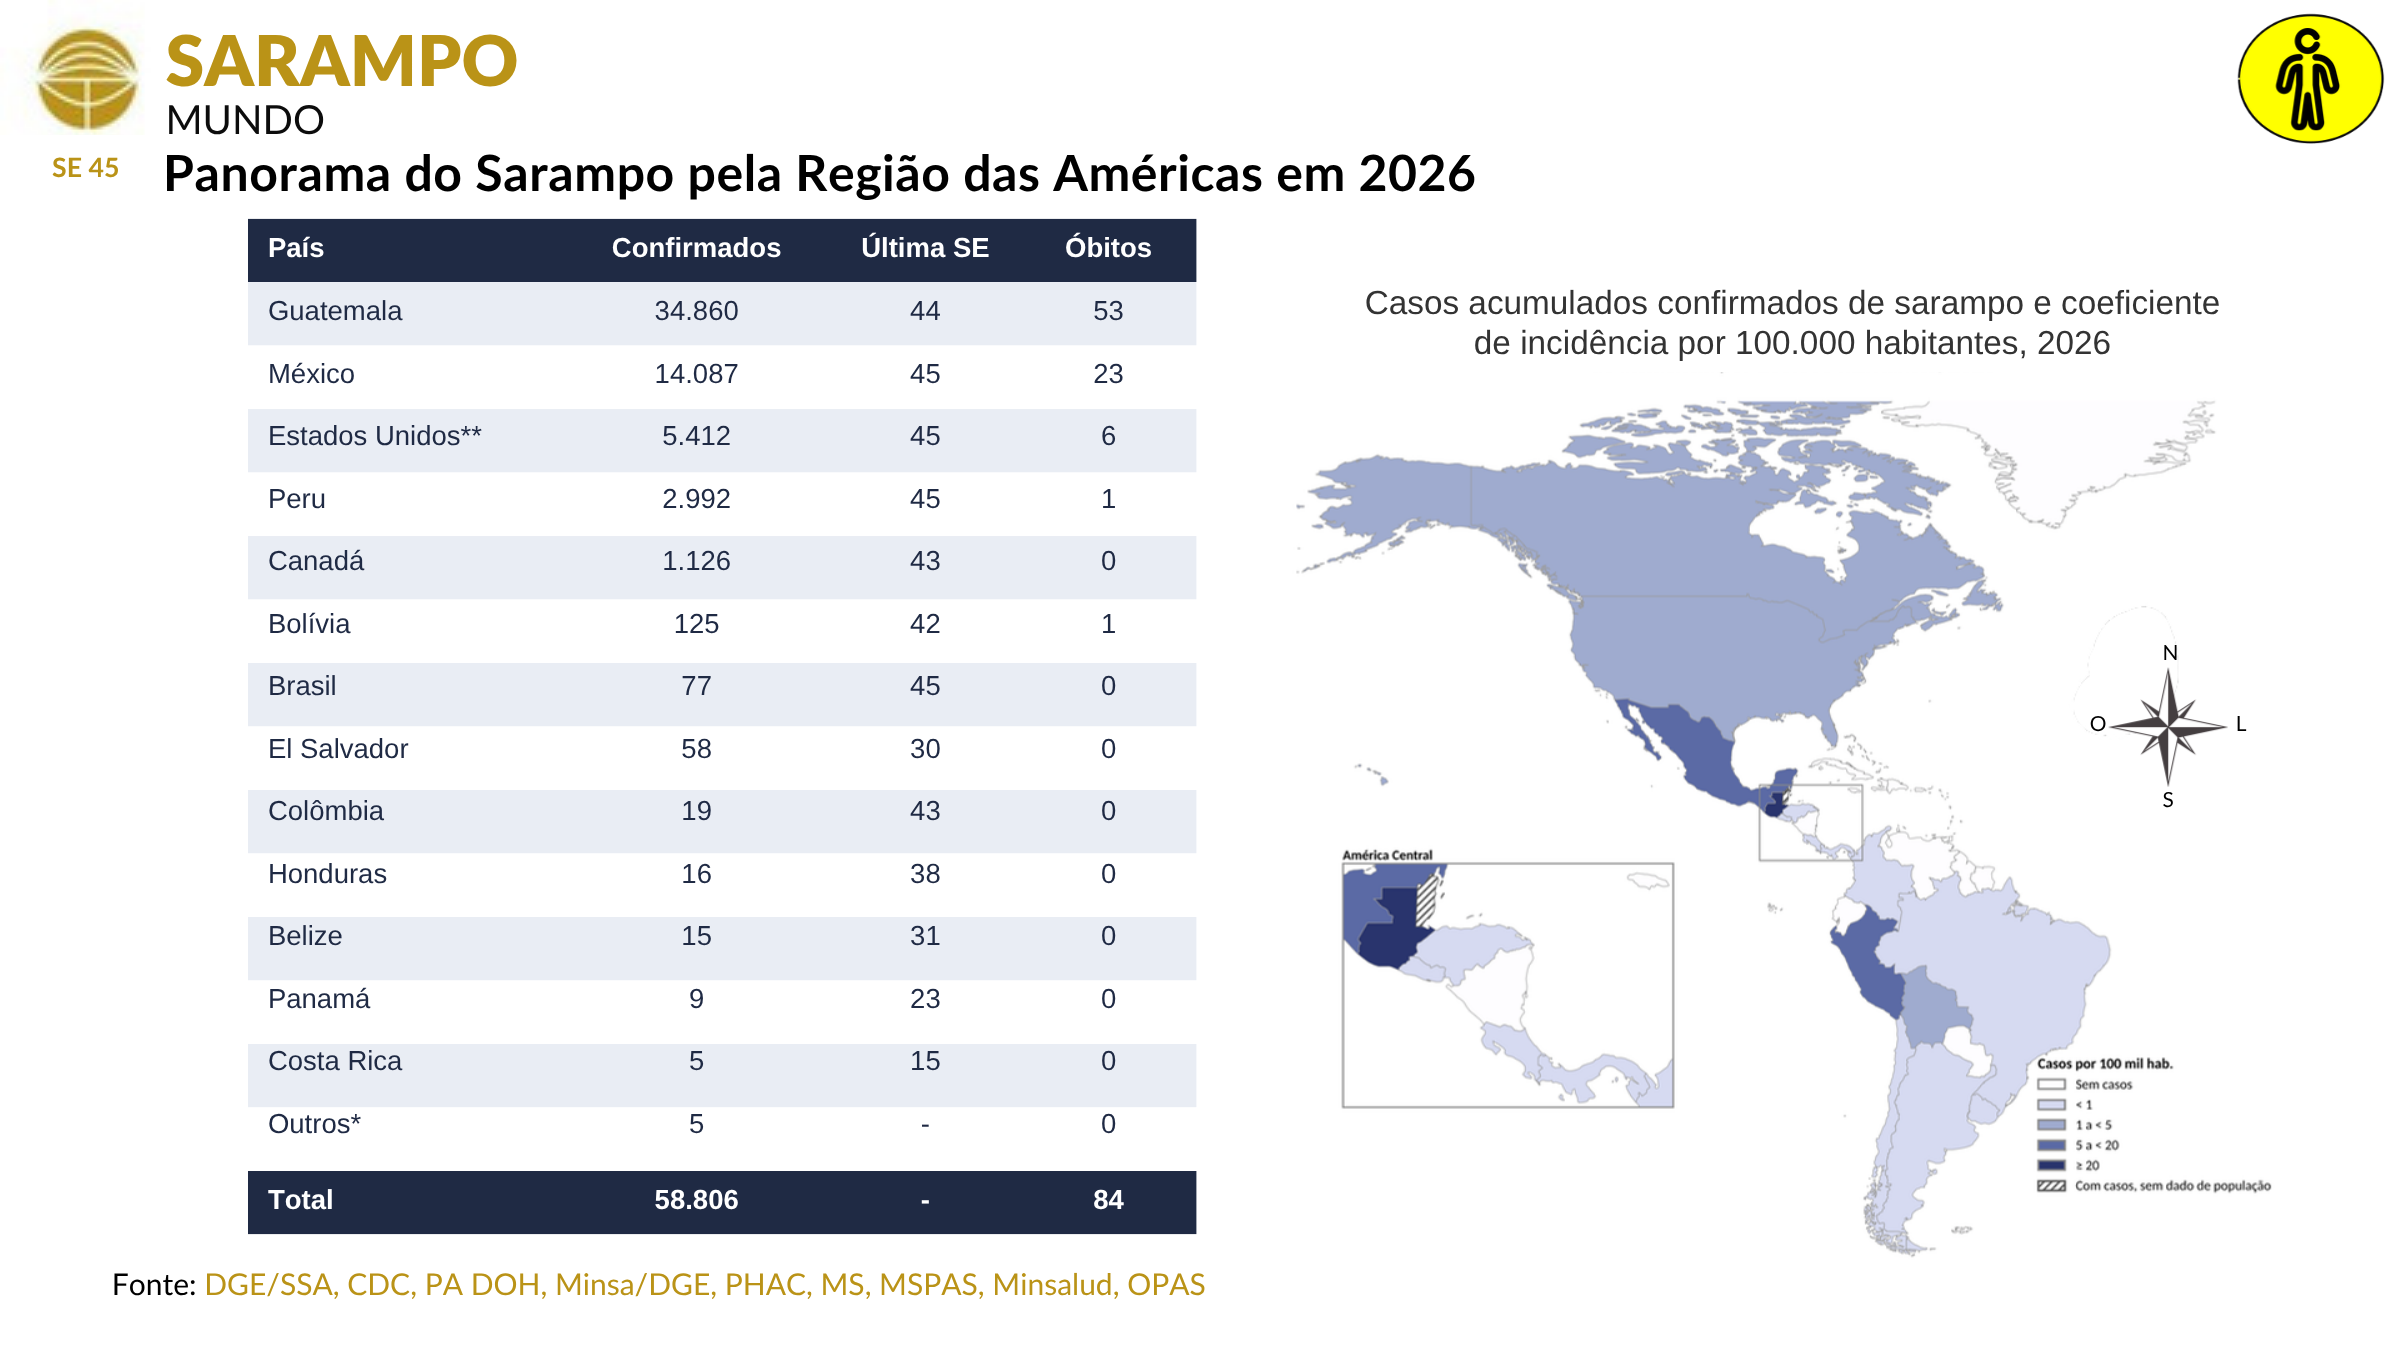 SARAMPO
MUNDO
SE 45
Panorama do Sarampo pela Região das Américas em 2026
País Confirmados Última SE Óbitos
Guatemala 34.860 44 53
México 14.087 45 23
Estados Unidos** 5.412 45 6
Peru 2.992 45 1
Canadá 1.126 43 0
Bolívia 125 42 1
Brasil 77 45 0
El Salvador 58 30 0
Colômbia 19 43 0
Honduras 16 38 0
Belize 15 31 0
Panamá 9 23 0
Costa Rica 5 15 0
Outros* 5 - 0
Total 58.806 - 84
Casos acumulados confirmados de sarampo e coeficiente
de incidência por 100.000 habitantes, 2026
N
O L
S
América Central
Casos por 100 mil hab.
Sem casos
< 1
1 a < 5
5 a < 20
≥ 20
Com casos, sem dado de população
Fonte: DGE/SSA, CDC, PA DOH, Minsa/DGE, PHAC, MS, MSPAS, Minsalud, OPAS